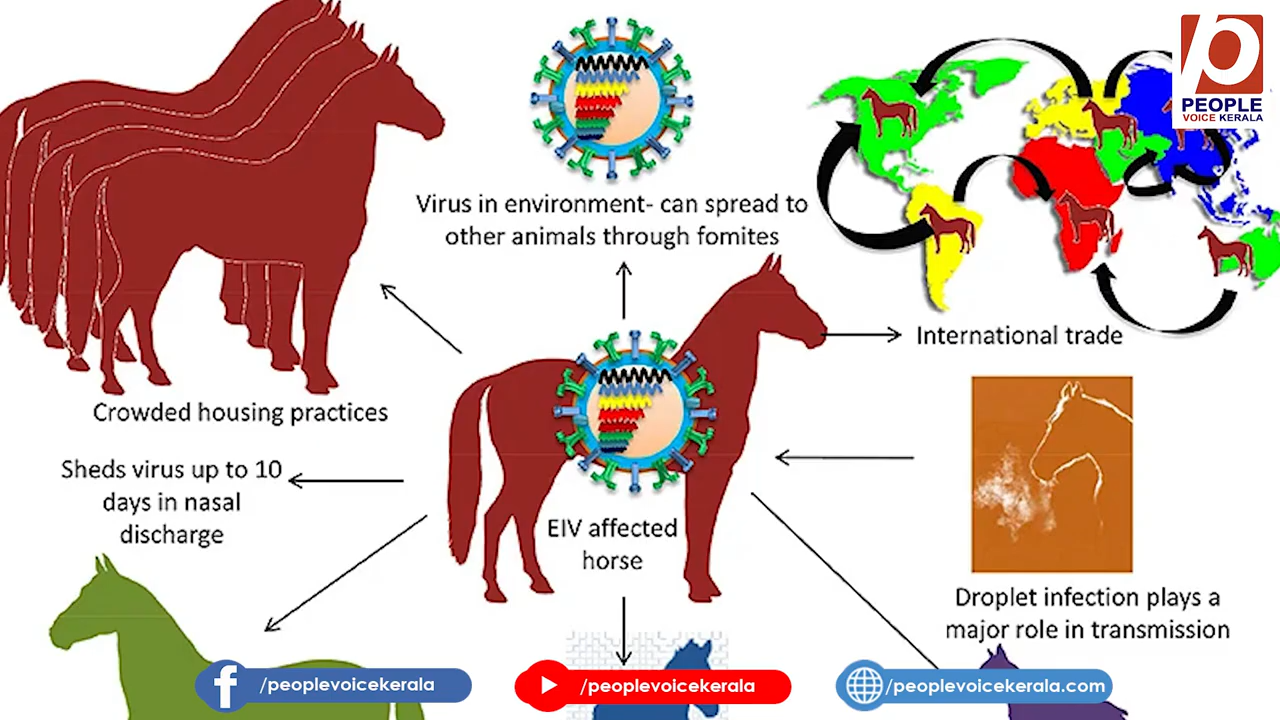 PEOPLE
VOICE KERALA
Virus in environment- can spread to
other animals through fomites
International trade
Crowded housing practices
Sheds virus up to 10
days in nasal
discharge
EIV affected
horse
Droplet infection plays a
major role in transmission
/peoplevoicekerala
/peoplevoicekerala
/peoplevoicekerala.com